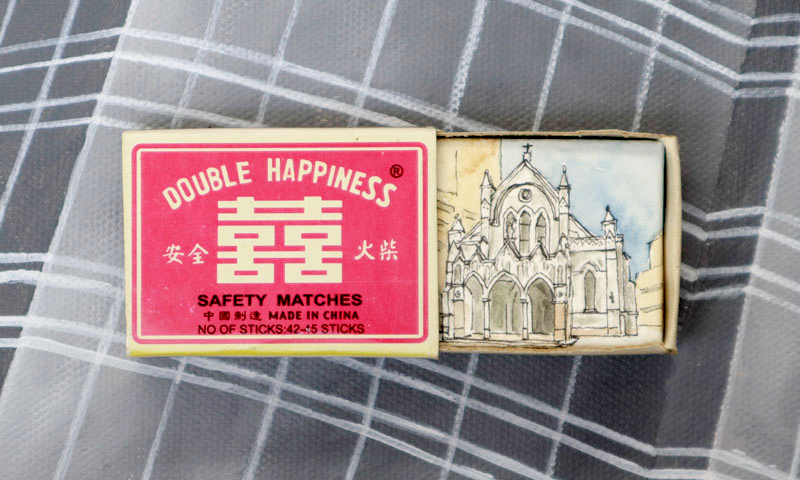 DOUBLE HAPPINESS ®
囍
安全 火柴
SAFETY MATCHES
中國制造 MADE IN CHINA
NO OF STICKS:42-45 STICKS